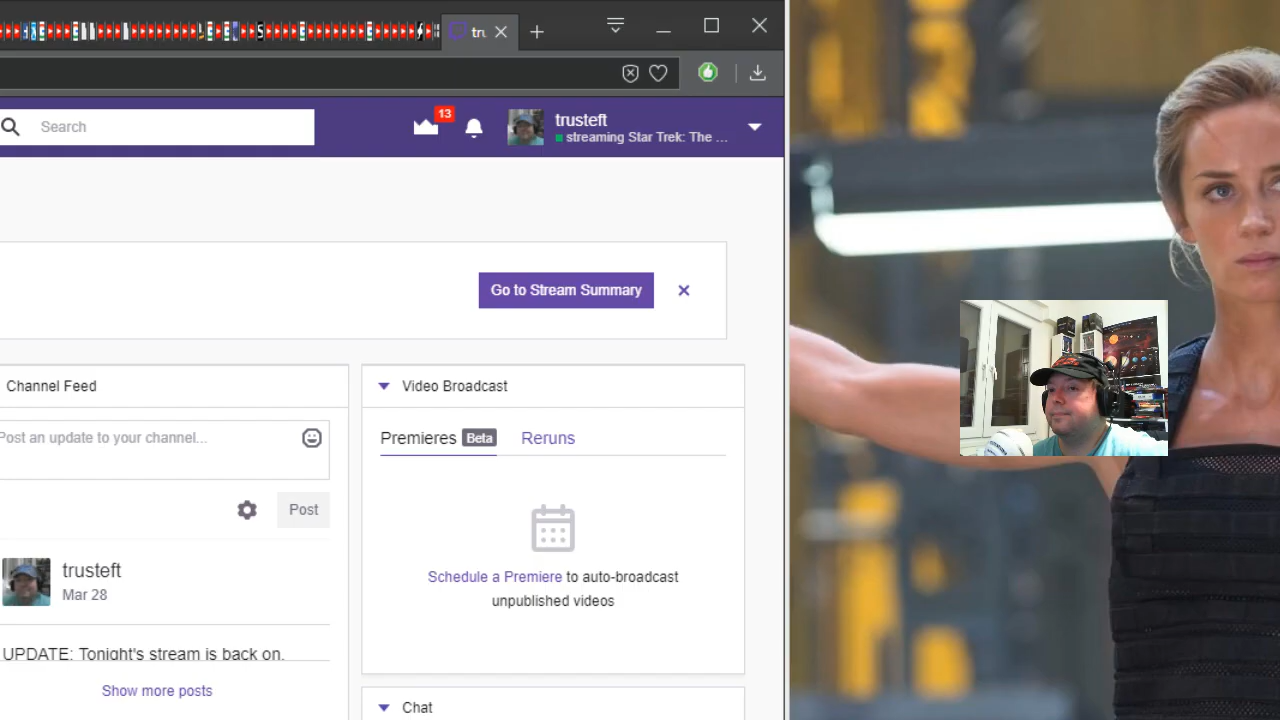 tru
Search
13
trusteft
streaming Star Trek: The ...
Go to Stream Summary
Channel Feed
Video Broadcast
Post an update to your channel...
Premieres Beta Reruns
Post
Schedule a Premiere to auto-broadcast
unpublished videos
trusteft
Mar 28
UPDATE: Tonight's stream is back on.
Show more posts
Chat